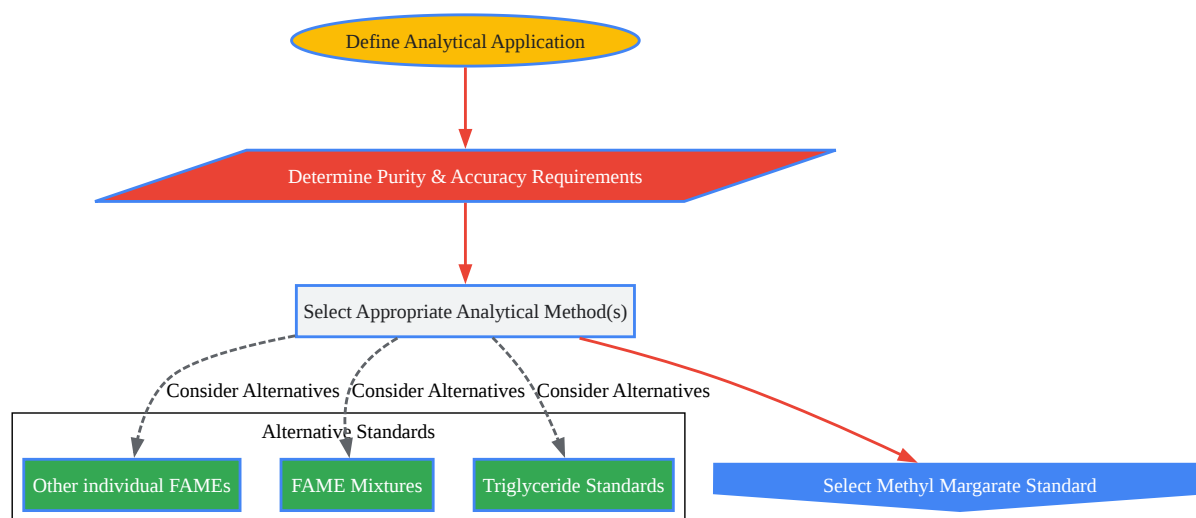 Define Analytical Application
Determine Purity & Accuracy Requirements
Select Appropriate Analytical Method(s)
Consider Alternatives
Consider Alternatives
Consider Alternatives
Alternative Standards
Other individual FAMEs
FAME Mixtures
Triglyceride Standards
Select Methyl Margarate Standard